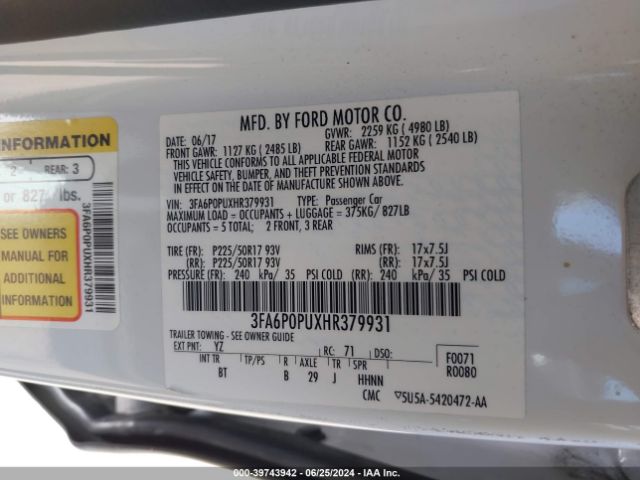 INFORMATION
2 REAR: 3
or 827 lbs.
SEE OWNERS
MANUAL FOR
ADDITIONAL
INFORMATION
3FA6P0PUXHR379931
MFD. BY FORD MOTOR CO.
DATE: 06/17 GVWR: 2259 KG ( 4980 LB)
FRONT GAWR: 1127 KG ( 2485 LB) REAR GAWR: 1152 KG ( 2540 LB)
THIS VEHICLE CONFORMS TO ALL APPLICABLE FEDERAL MOTOR
VEHICLE SAFETY, BUMPER, AND THEFT PREVENTION STANDARDS
IN EFFECT ON THE DATE OF MANUFACTURE SHOWN ABOVE.
VIN: 3FA6P0PUXHR379931 TYPE: Passenger Car
MAXIMUM LOAD = OCCUPANTS + LUGGAGE = 375KG/ 827LB
OCCUPANTS = 5 TOTAL; 2 FRONT, 3 REAR
TIRE (FR): P225/50R17 93V RIMS (FR): 17x7.5J
(RR): P225/50R17 93V (RR): 17x7.5J
PRESSURE (FR): 240 kPa/ 35 PSI COLD (RR): 240 kPa/ 35 PSI COLD
3FA6P0PUXHR379931
TRAILER TOWING - SEE OWNER GUIDE
EXT PNT: YZ RC: 71 DSO: F0071
INT TR TP/PS R AXLE TR SPR R0080
BT B 29 J HHNN
CMC 5U5A-5420472-AA
000-39743942 - 06/25/2024 - IAA Inc.